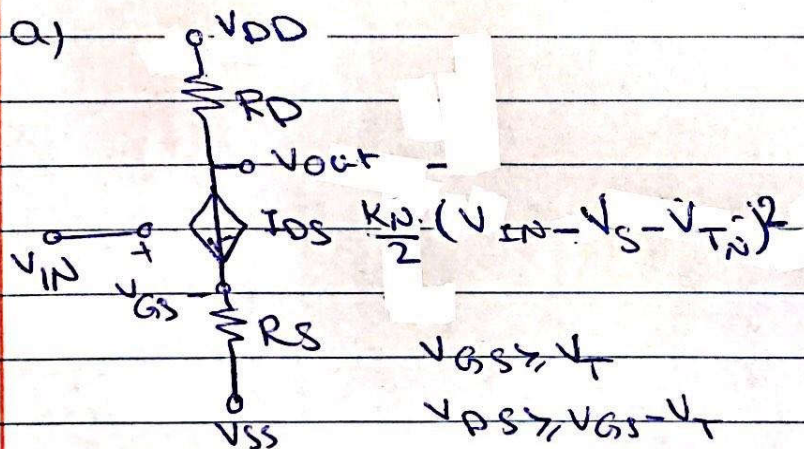 a)
VDD
RD
Vout -
IDS KN/2 (VIN - VS - VTN)²
VIN +
VGS -
RS
VGS ≥ VT
VDS ≥ VGS - VT
VSS